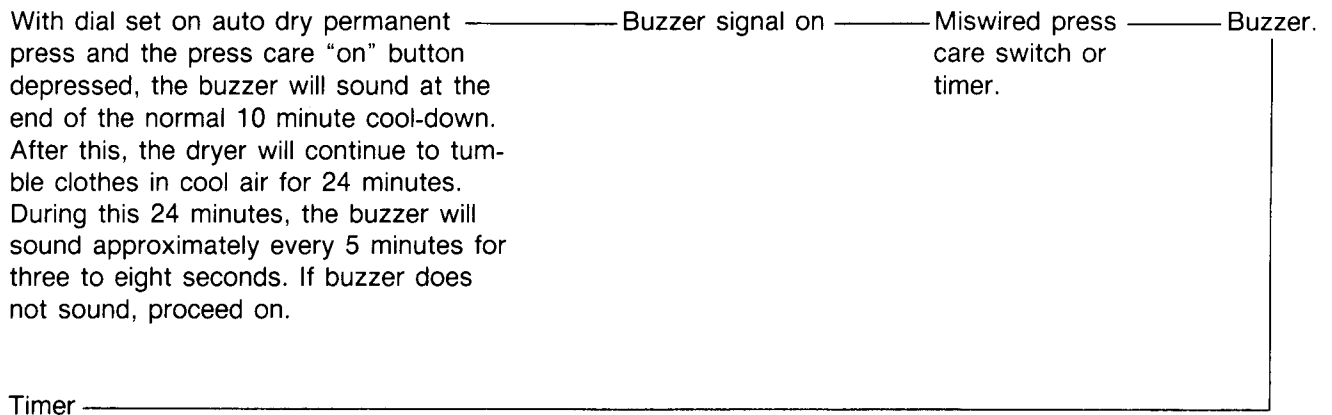 With dial set on auto dry permanent
press and the press care “on” button
depressed, the buzzer will sound at the
end of the normal 10 minute cool-down.
After this, the dryer will continue to tum-
ble clothes in cool air for 24 minutes.
During this 24 minutes, the buzzer will
sound approximately every 5 minutes for
three to eight seconds. If buzzer does
not sound, proceed on.
Buzzer signal on
Miswired press
care switch or
timer.
Buzzer.
Timer